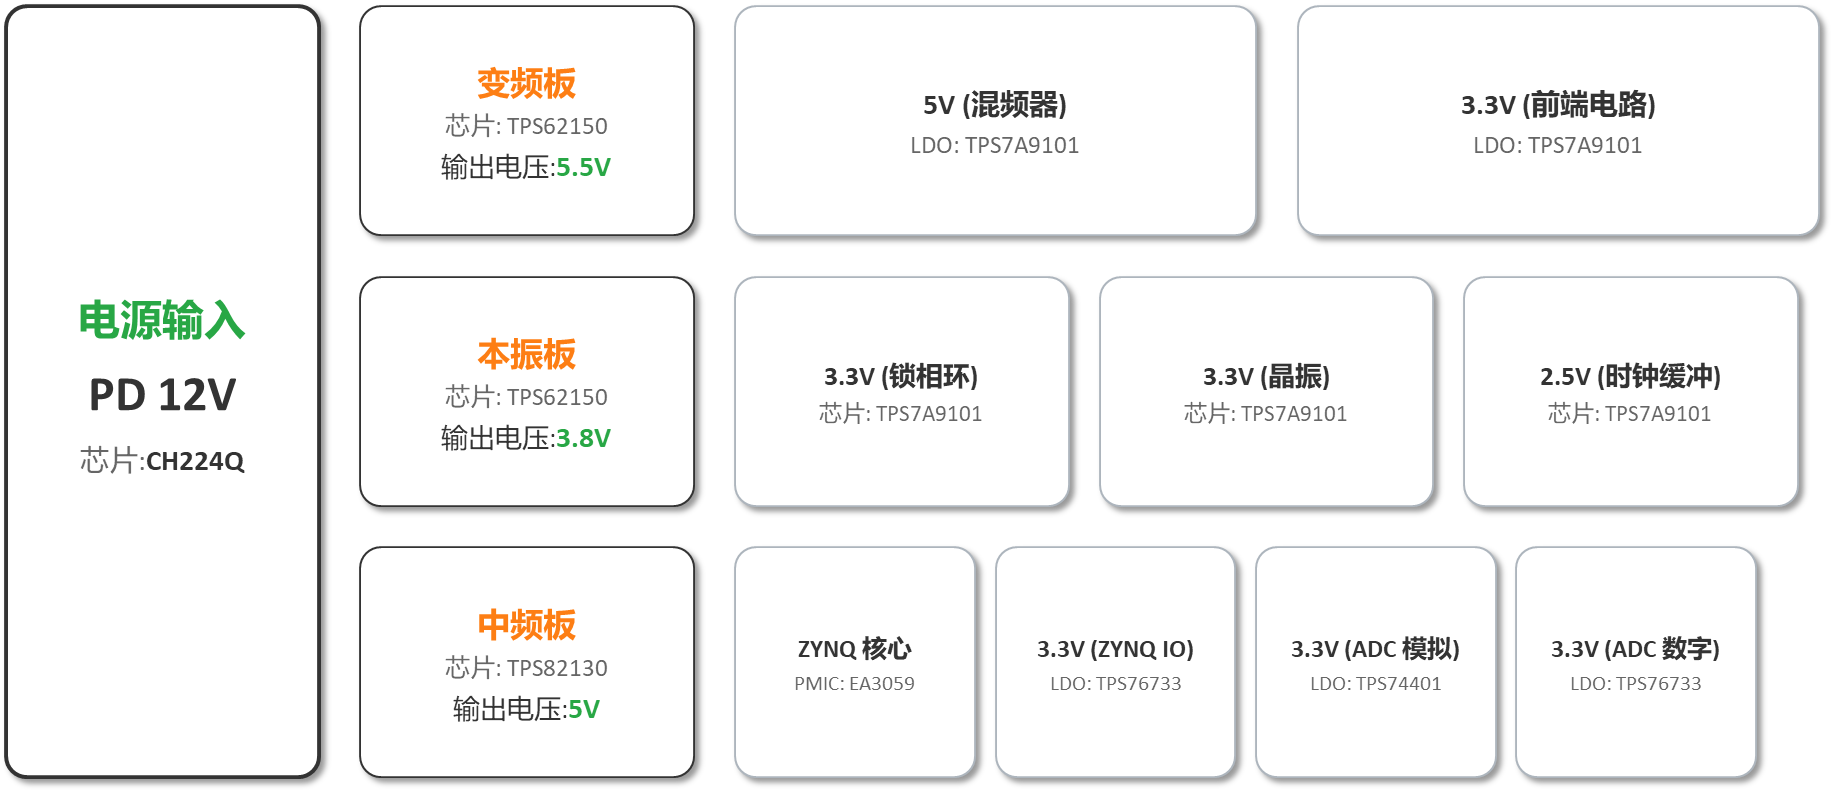 电源输入
PD 12V
芯片:CH224Q
变频板
芯片: TPS62150
输出电压:5.5V
5V (混频器)
LDO: TPS7A9101
3.3V (前端电路)
LDO: TPS7A9101
本振板
芯片: TPS62150
输出电压:3.8V
3.3V (锁相环)
芯片: TPS7A9101
3.3V (晶振)
芯片: TPS7A9101
2.5V (时钟缓冲)
芯片: TPS7A9101
中频板
芯片: TPS82130
输出电压:5V
ZYNQ 核心
PMIC: EA3059
3.3V (ZYNQ IO)
LDO: TPS76733
3.3V (ADC 模拟)
LDO: TPS74401
3.3V (ADC 数字)
LDO: TPS76733